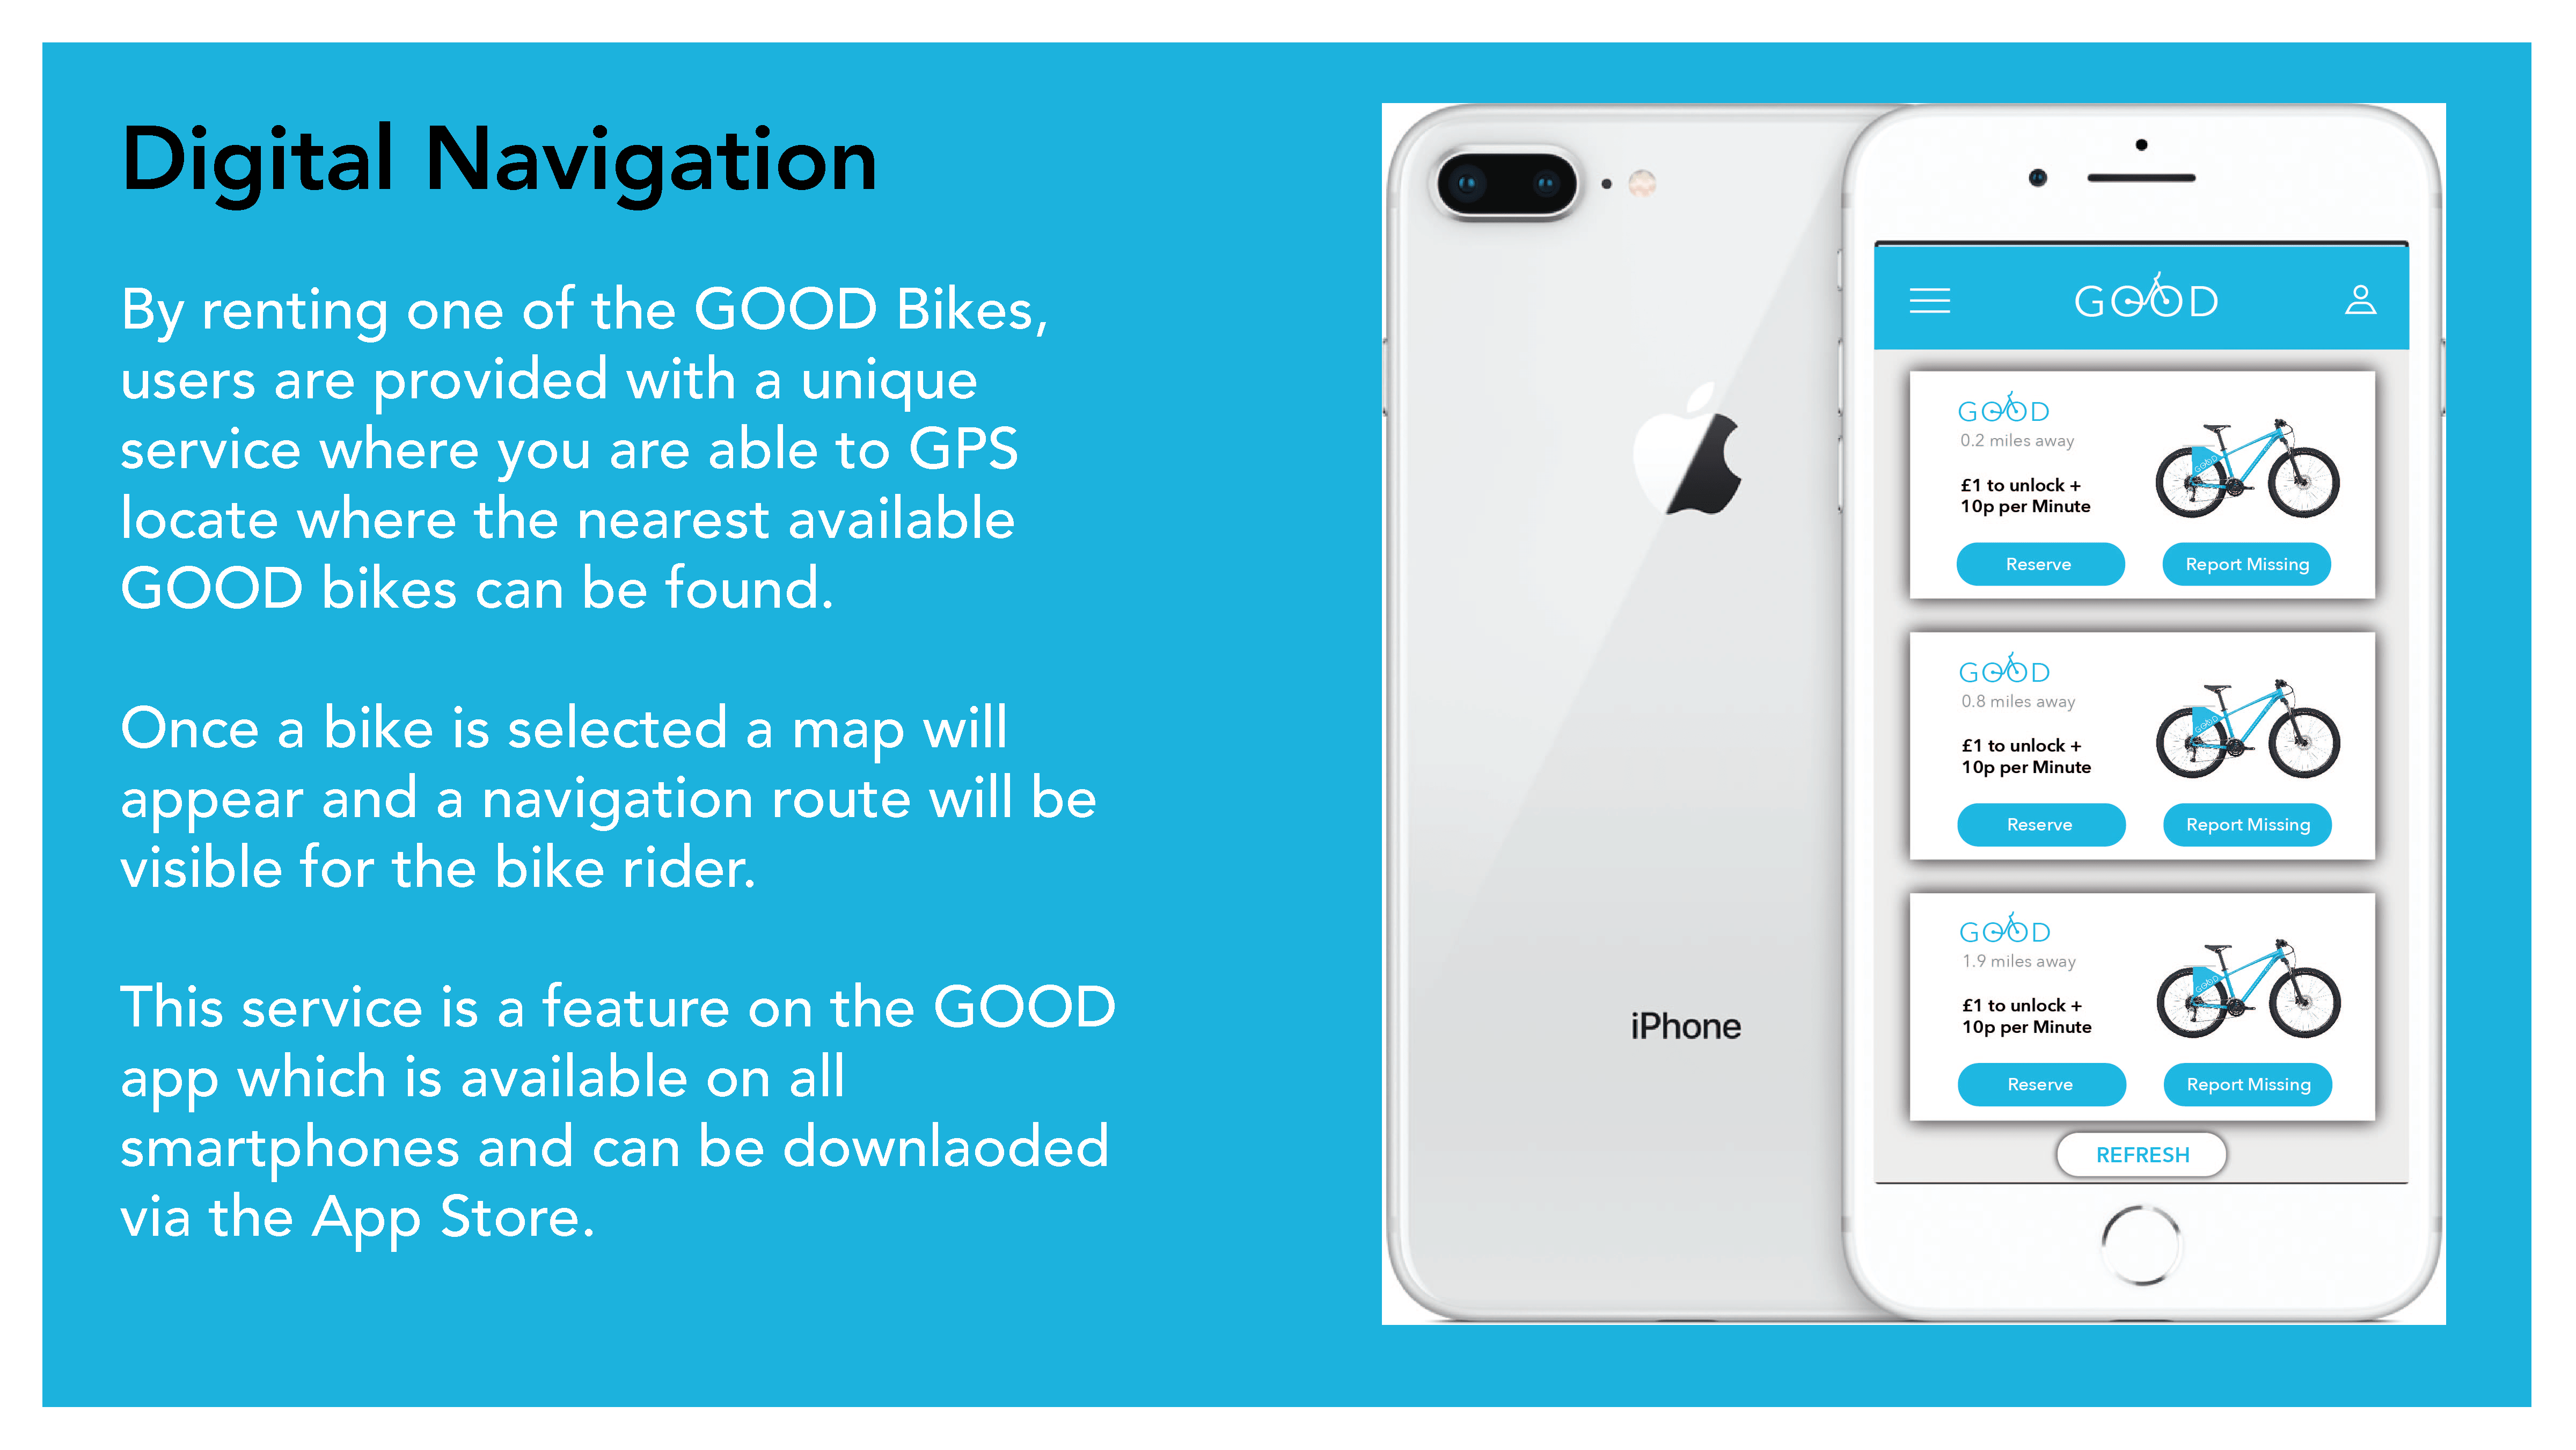 Digital Navigation
By renting one of the GOOD Bikes,
users are provided with a unique
service where you are able to GPS
locate where the nearest available
GOOD bikes can be found.
Once a bike is selected a map will
appear and a navigation route will be
visible for the bike rider.
This service is a feature on the GOOD
app which is available on all
smartphones and can be downlaoded
via the App Store.
iPhone
GOOD
GOOD
0.2 miles away
£1 to unlock +
10p per Minute
GOOD
Reserve
Report Missing
GOOD
0.8 miles away
£1 to unlock +
10p per Minute
GOOD
Reserve
Report Missing
GOOD
1.9 miles away
£1 to unlock +
10p per Minute
GOOD
Reserve
Report Missing
REFRESH